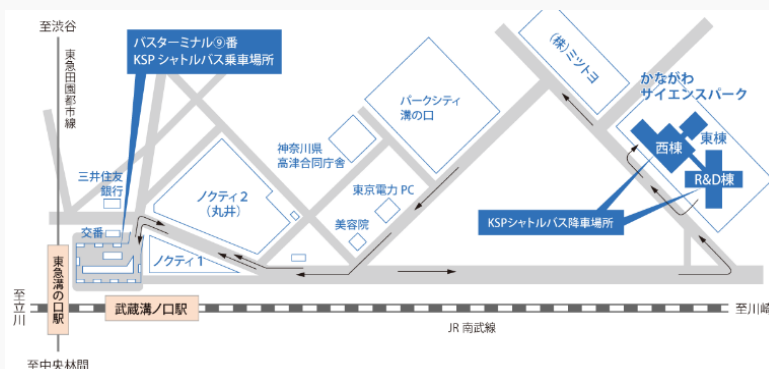 至渋谷
東急田園都市線
バスターミナル⑨番
KSPシャトルバス乗車場所
(株)ミツトヨ
かながわ
サイエンスパーク
パークシティ
溝の口
神奈川県
高津合同庁舎
西棟
東棟
R&D棟
三井住友
銀行
ノクティ2
(丸井)
東京電力PC
美容院
KSPシャトルバス降車場所
交番
ノクティ1
東急溝の口駅
至立川
武蔵溝ノ口駅
JR南武線
至川崎
至中央林間